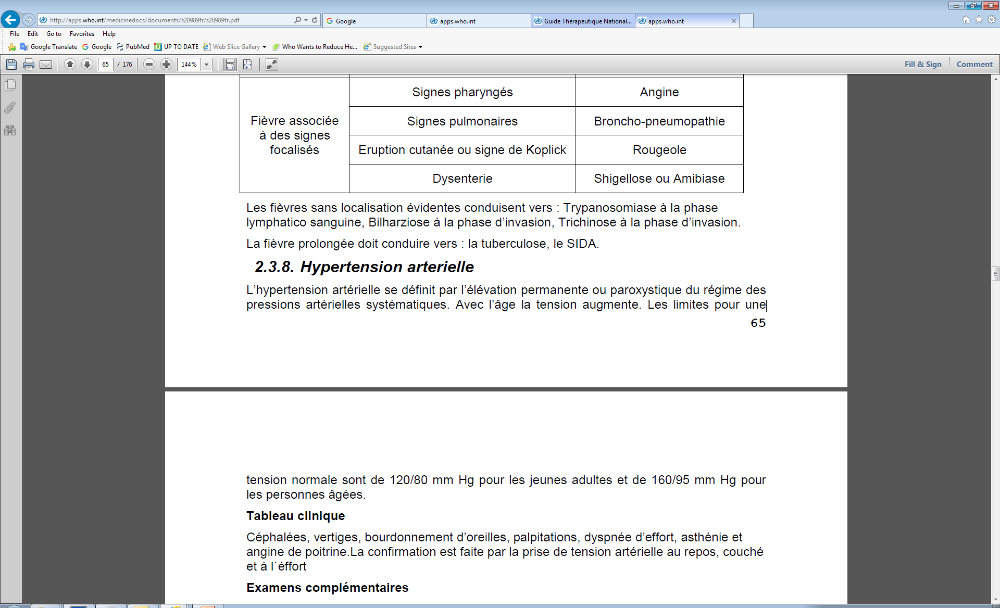 http://apps.who.int/medicinedocs/documents/s20989fr/s20989fr.pdf
Google
apps.who.int
Guide Thérapeutique National...
apps.who.int
File Edit Go to Favorites Help
Google Translate Google PubMed UP TO DATE Web Slice Gallery Who Wants to Reduce He... Suggested Sites
65 / 176 144% Fill & Sign Comment
Signes pharyngés Angine
Fièvre associée
à des signes
focalisés
Signes pulmonaires Broncho-pneumopathie
Eruption cutanée ou signe de Koplick Rougeole
Dysenterie Shigellose ou Amibiase
Les fièvres sans localisation évidentes conduisent vers : Trypanosomiase à la phase
lymphatico sanguine, Bilharziose à la phase d’invasion, Trichinose à la phase d’invasion.
La fièvre prolongée doit conduire vers : la tuberculose, le SIDA.
2.3.8. Hypertension arterielle
L’hypertension artérielle se définit par l’élévation permanente ou paroxystique du régime des
pressions artérielles systématiques. Avec l’âge la tension augmente. Les limites pour une
65
tension normale sont de 120/80 mm Hg pour les jeunes adultes et de 160/95 mm Hg pour
les personnes âgées.
Tableau clinique
Céphalées, vertiges, bourdonnement d’oreilles, palpitations, dyspnée d’effort, asthénie et
angine de poitrine.La confirmation est faite par la prise de tension artérielle au repos, couché
et à l`éffort
Examens complémentaires